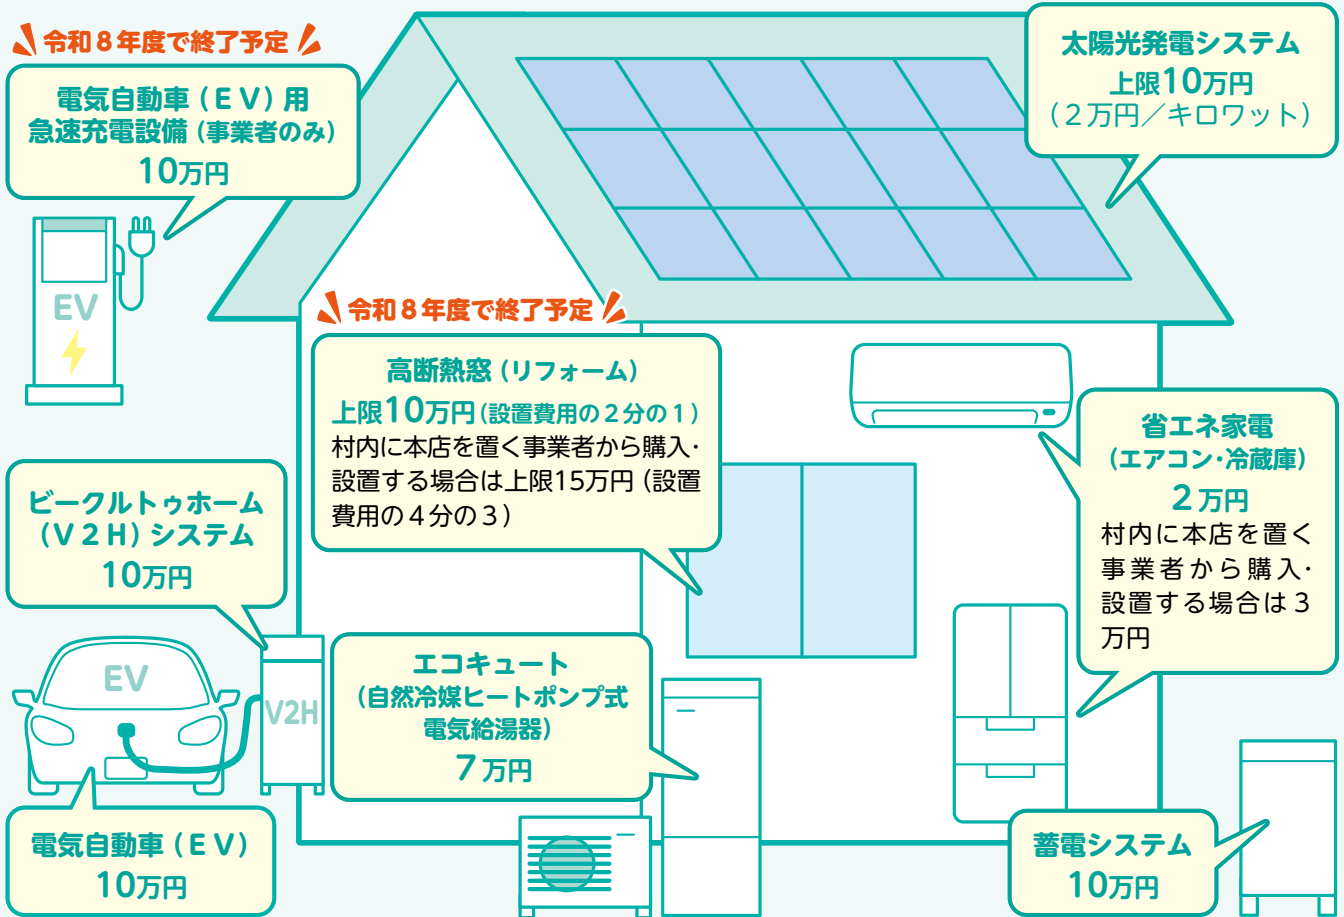 令和8年度で終了予定
電気自動車(EV)用
急速充電設備(事業者のみ)
10万円
EV
太陽光発電システム
上限10万円
(2万円/キロワット)
令和8年度で終了予定
高断熱窓(リフォーム)
上限10万円(設置費用の2分の1)
村内に本店を置く事業者から購入・
設置する場合は上限15万円(設置
費用の4分の3)
省エネ家電
(エアコン・冷蔵庫)
2万円
村内に本店を置く
事業者から購入・
設置する場合は3
万円
ビークルトゥホーム
(V2H)システム
10万円
EV
V2H
エコキュート
(自然冷媒ヒートポンプ式
電気給湯器)
7万円
電気自動車(EV)
10万円
蓄電システム
10万円